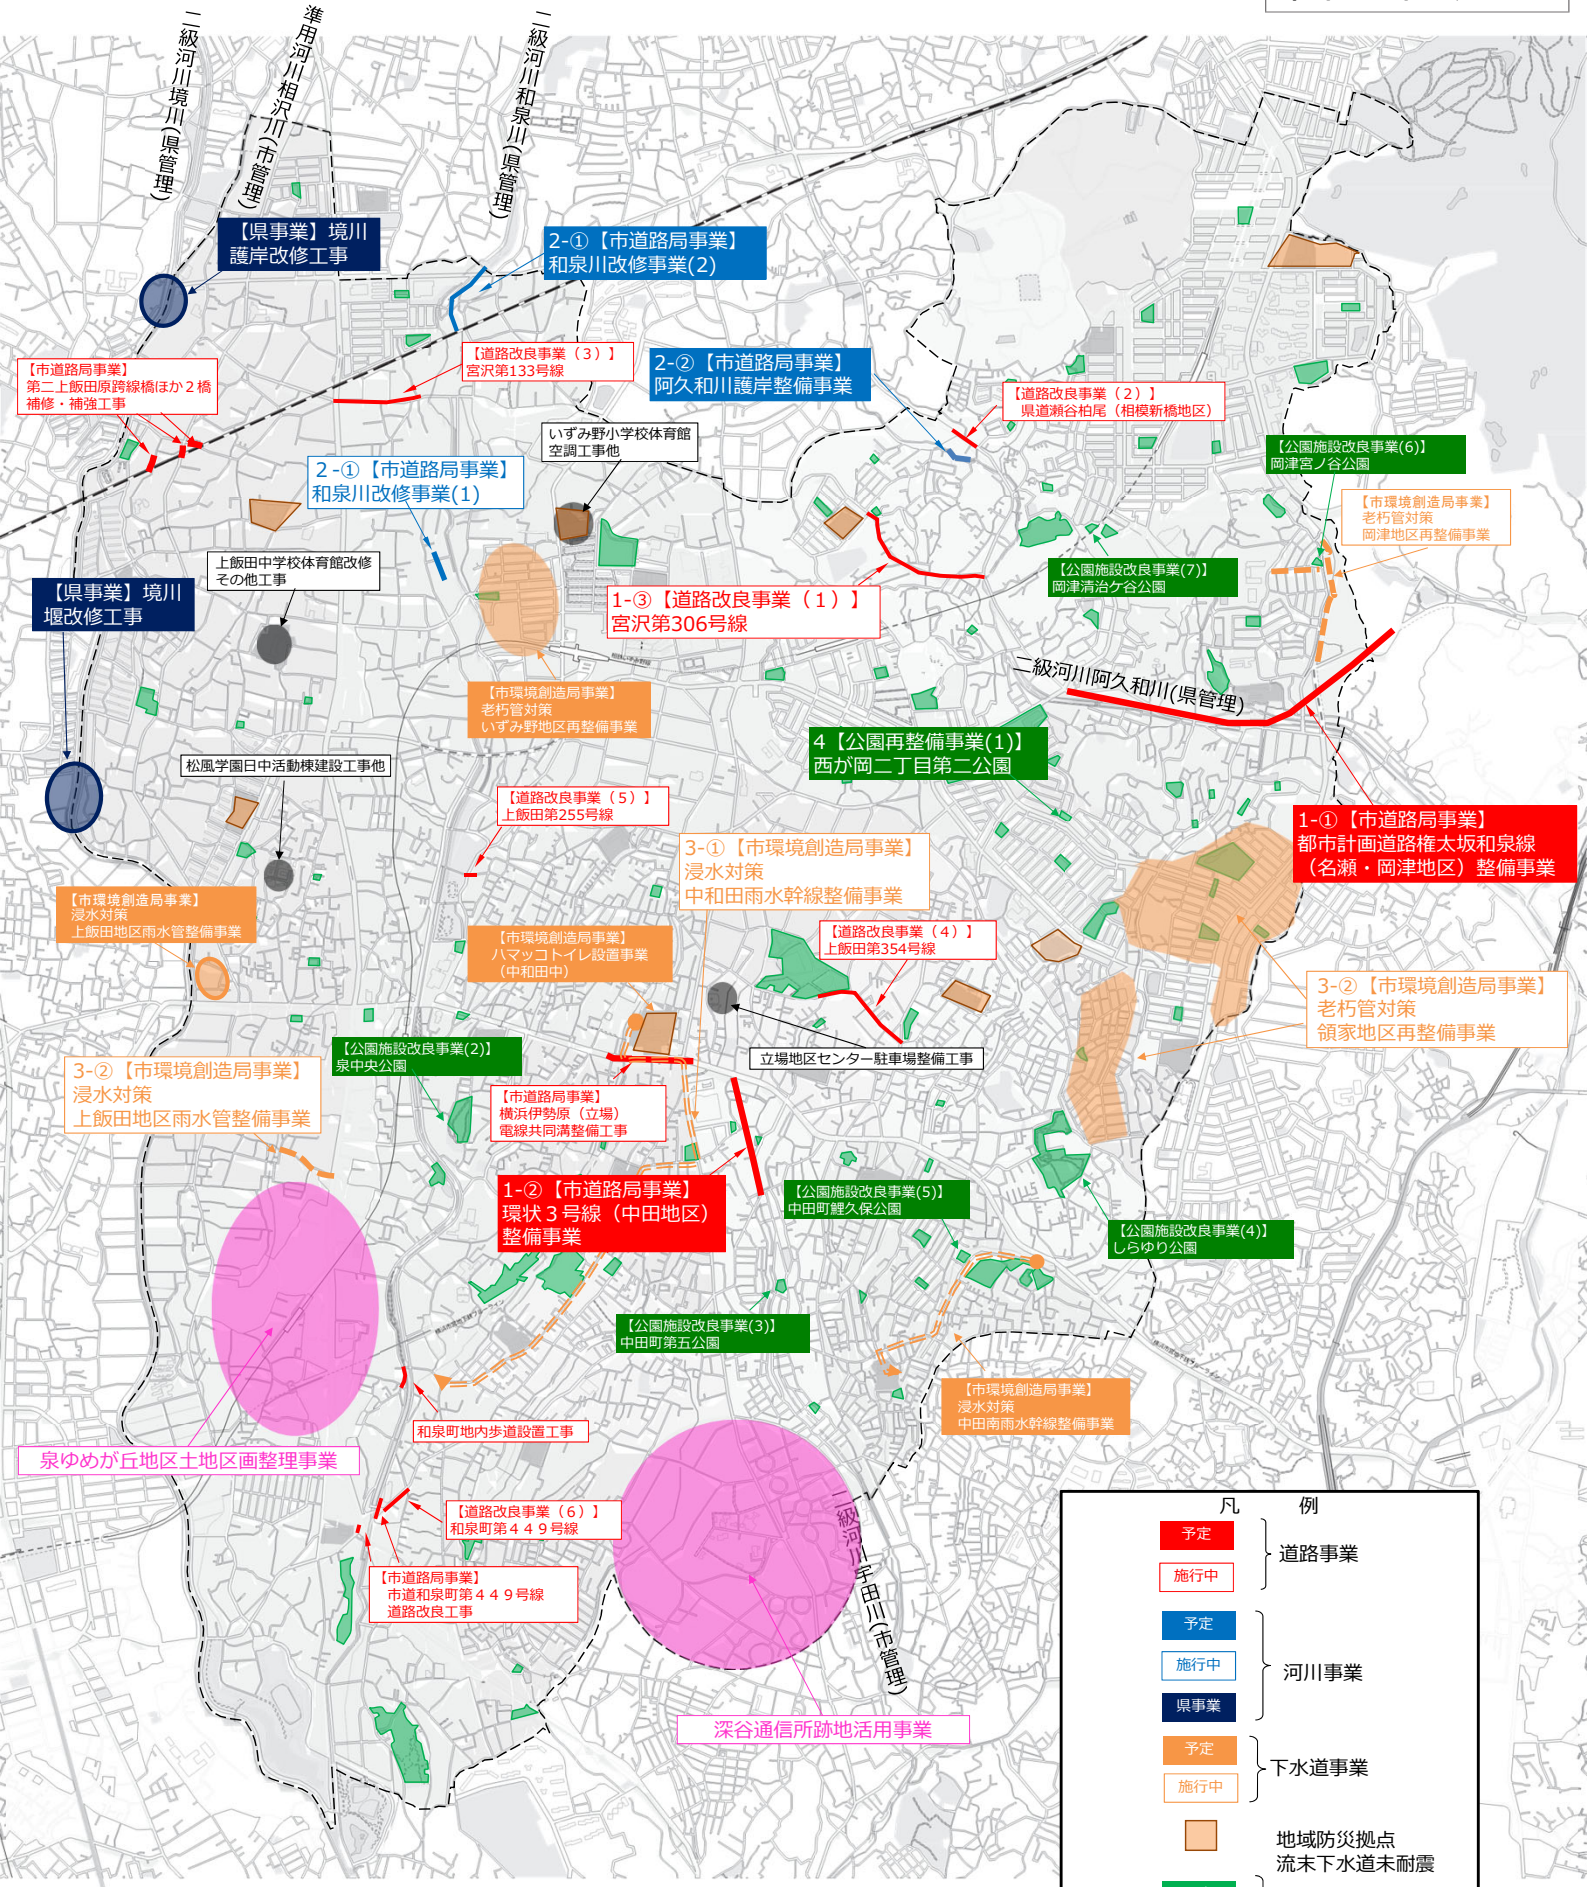 二級河川境川(県管理)
準用河川相沢川(市管理)
二級河川和泉川(県管理)
【県事業】境川
護岸改修工事
2-①【市道路局事業】
和泉川改修事業(2)
【市道路局事業】
第二上飯田原跨線橋ほか２橋
補修・補強工事
【道路改良事業（３）】
宮沢第133号線
2-②【市道路局事業】
阿久和川護岸整備事業
【道路改良事業（２）】
県道瀬谷柏尾（相模新橋地区）
いずみ野小学校体育館
空調工事他
２-①【市道路局事業】
和泉川改修事業(1)
【公園施設改良事業(6)】
岡津宮ノ谷公園
【市環境創造局事業】
老朽管対策
岡津地区再整備事業
上飯田中学校体育館改修
その他工事
【県事業】境川
堰改修工事
1-③【道路改良事業（１）】
宮沢第306号線
【公園施設改良事業(7)】
岡津清治ケ谷公園
二級河川阿久和川(県管理)
【市環境創造局事業】
老朽管対策
いずみ野地区再整備事業
4【公園再整備事業(1)】
西が岡二丁目第二公園
松風学園日中活動棟建設工事他
【道路改良事業（５）】
上飯田第255号線
1-①【市道路局事業】
都市計画道路権太坂和泉線
（名瀬・岡津地区）整備事業
3-①【市環境創造局事業】
浸水対策
中和田雨水幹線整備事業
【市環境創造局事業】
浸水対策
上飯田地区雨水管整備事業
【市環境創造局事業】
ハマッコトイレ設置事業
（中和田中）
【道路改良事業（４）】
上飯田第354号線
3-②【市環境創造局事業】
老朽管対策
領家地区再整備事業
【公園施設改良事業(2)】
泉中央公園
立場地区センター駐車場整備工事
3-②【市環境創造局事業】
浸水対策
上飯田地区雨水管整備事業
【市道路局事業】
横浜伊勢原（立場）
電線共同溝整備工事
1-②【市道路局事業】
環状３号線（中田地区）
整備事業
【公園施設改良事業(5)】
中田町鯉久保公園
【公園施設改良事業(4)】
しらゆり公園
【公園施設改良事業(3)】
中田町第五公園
【市環境創造局事業】
浸水対策
中田南雨水幹線整備事業
和泉町地内歩道設置工事
泉ゆめが丘地区土地区画整理事業
【道路改良事業（６）】
和泉町第４４９号線
【市道路局事業】
市道和泉町第４４９号線
道路改良工事
二級河川宇田川(市管理)
深谷通信所跡地活用事業
凡　例
予定
施行中
道路事業
予定
施行中
県事業
河川事業
予定
施行中
下水道事業
地域防災拠点
流末下水道未耐震